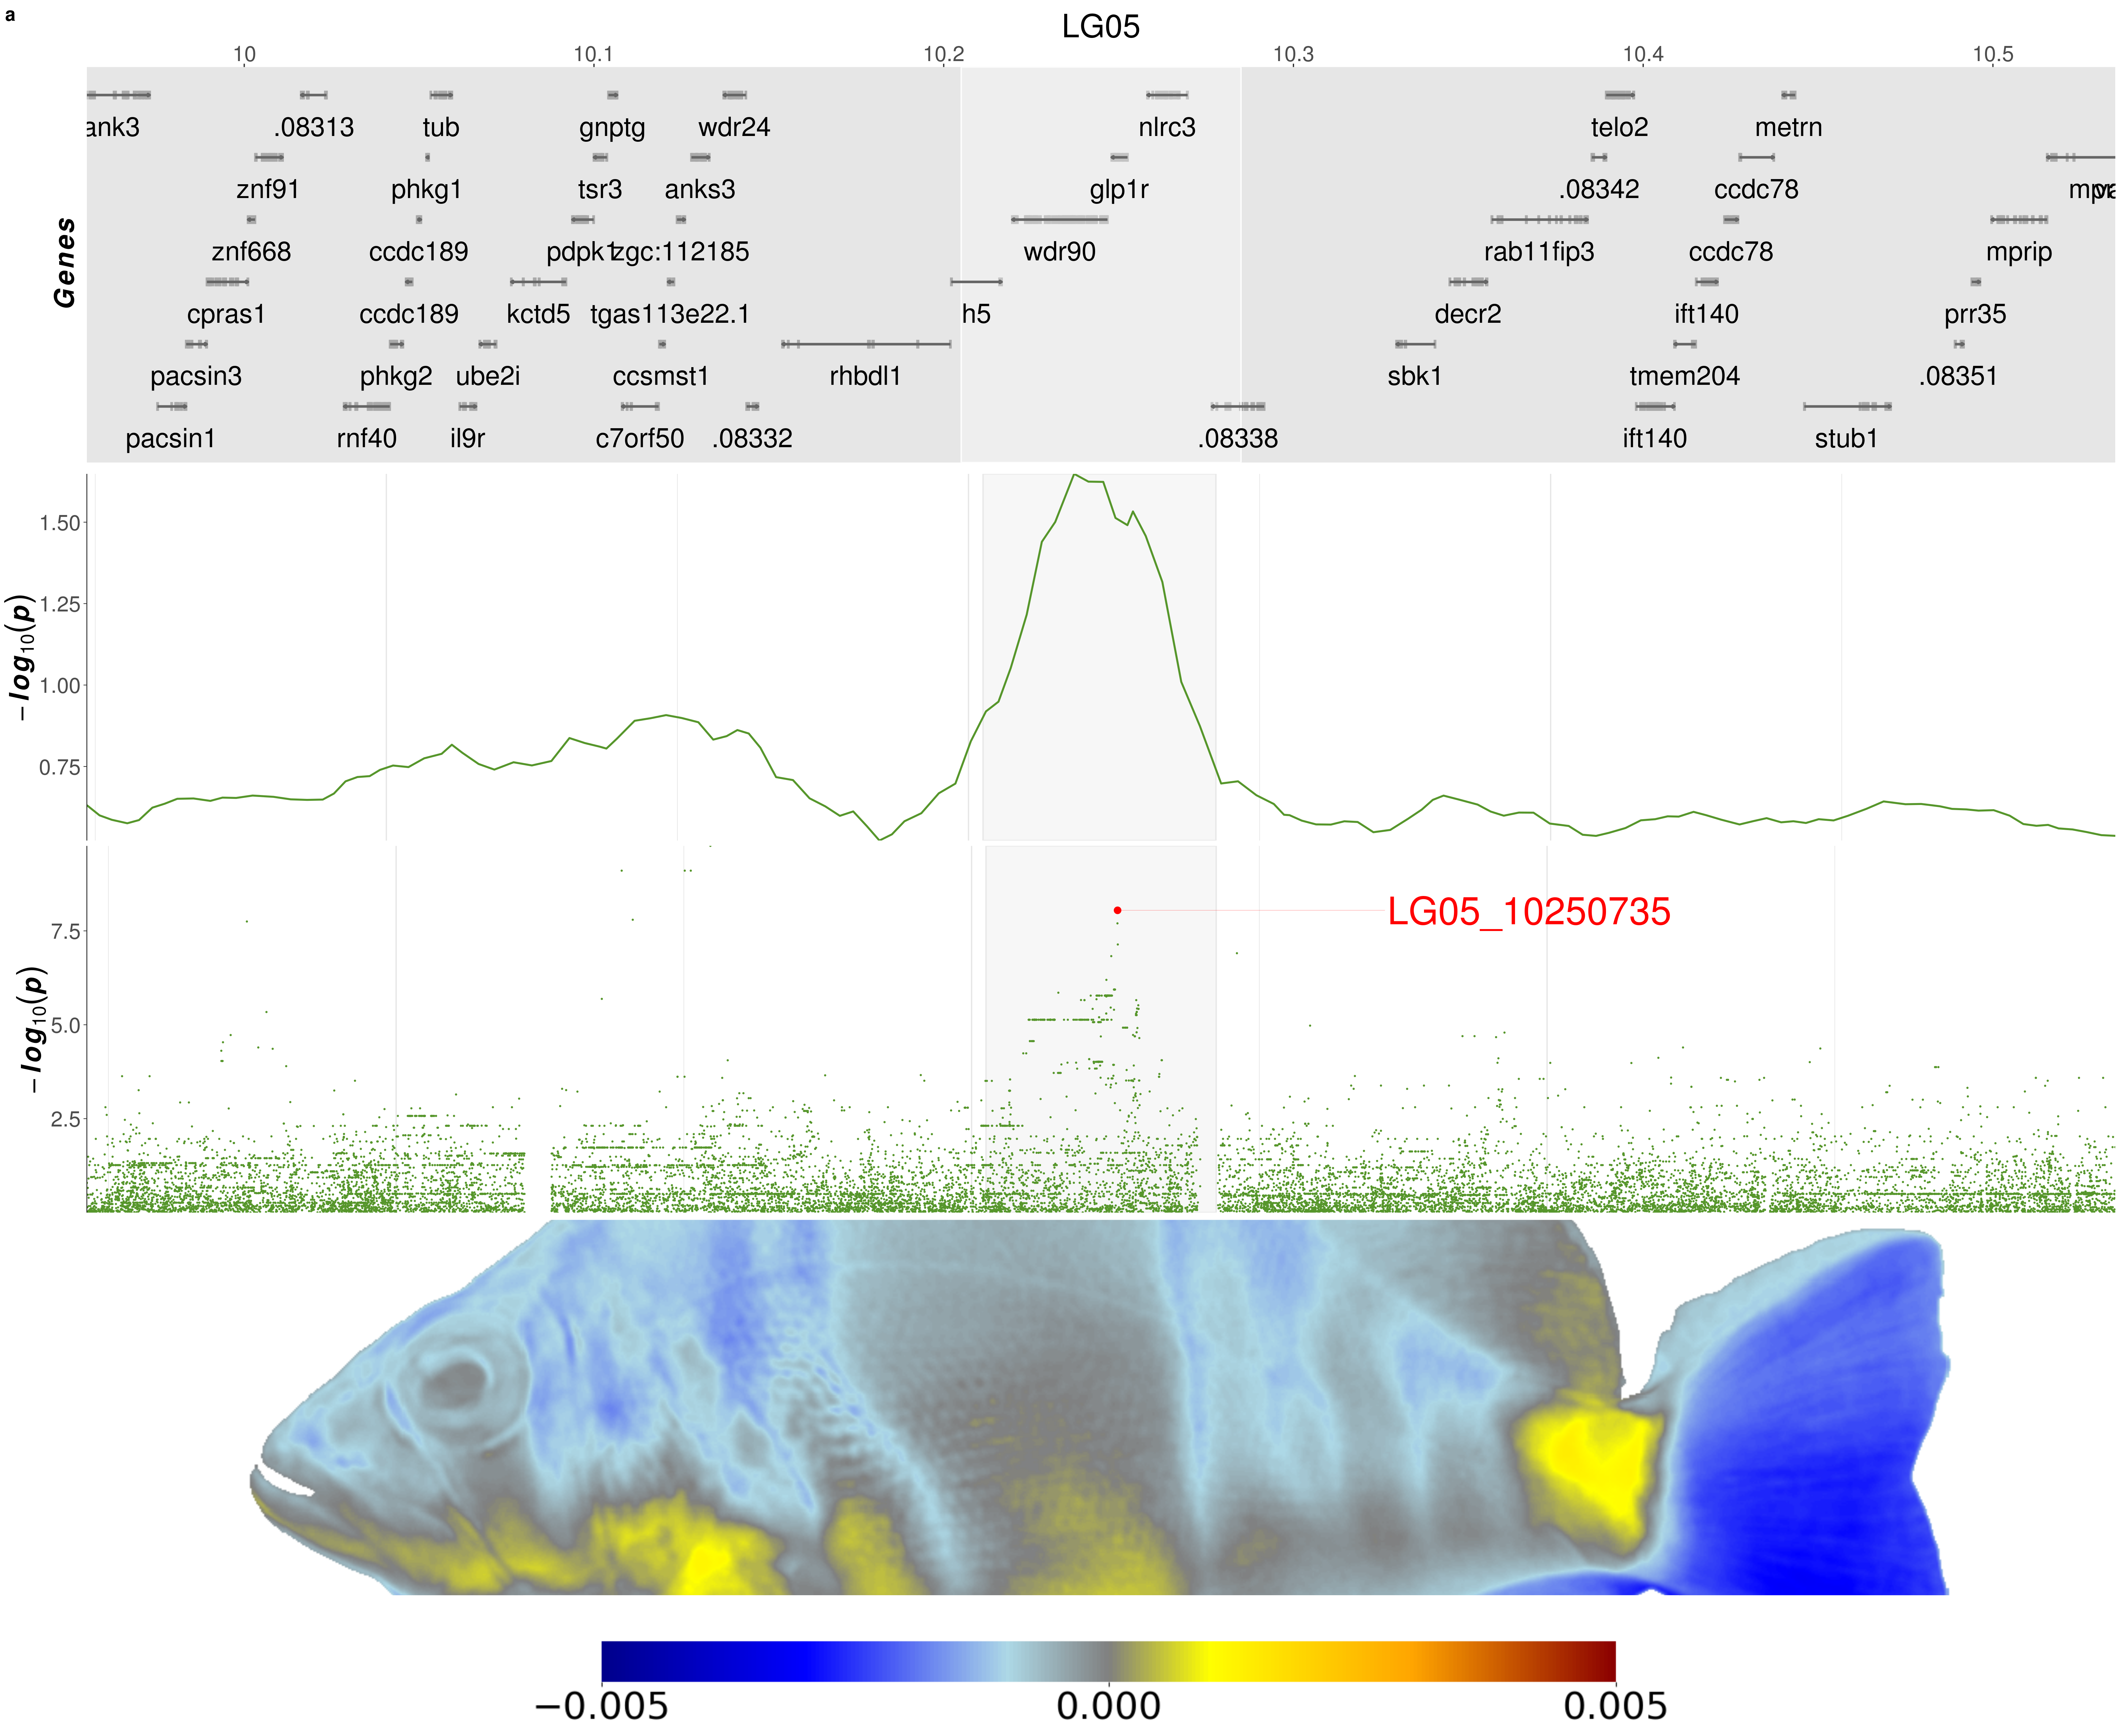 a
LG05
10 10.1 10.2 10.3 10.4 10.5
Genes
ank3 .08313 tub gnptg wdr24 nlrc3 telo2 metrn
znf91 phkg1 tsr3 anks3 glp1r .08342 ccdc78
znf668 ccdc189 pdpk1 zgc:112185 wdr90 rab11fip3 ccdc78 mprip
cpras1 ccdc189 kctd5 tgas113e22.1 h5 decr2 ift140 prr35
pacsin3 phkg2 ube2i ccsmst1 rhbdl1 sbk1 tmem204 .08351
pacsin1 rnf40 il9r c7orf50 .08332 .08338 ift140 stub1
−log10(p)
1.50
1.25
1.00
0.75
−log10(p)
7.5
5.0
2.5
LG05_10250735
−0.005 0.000 0.005